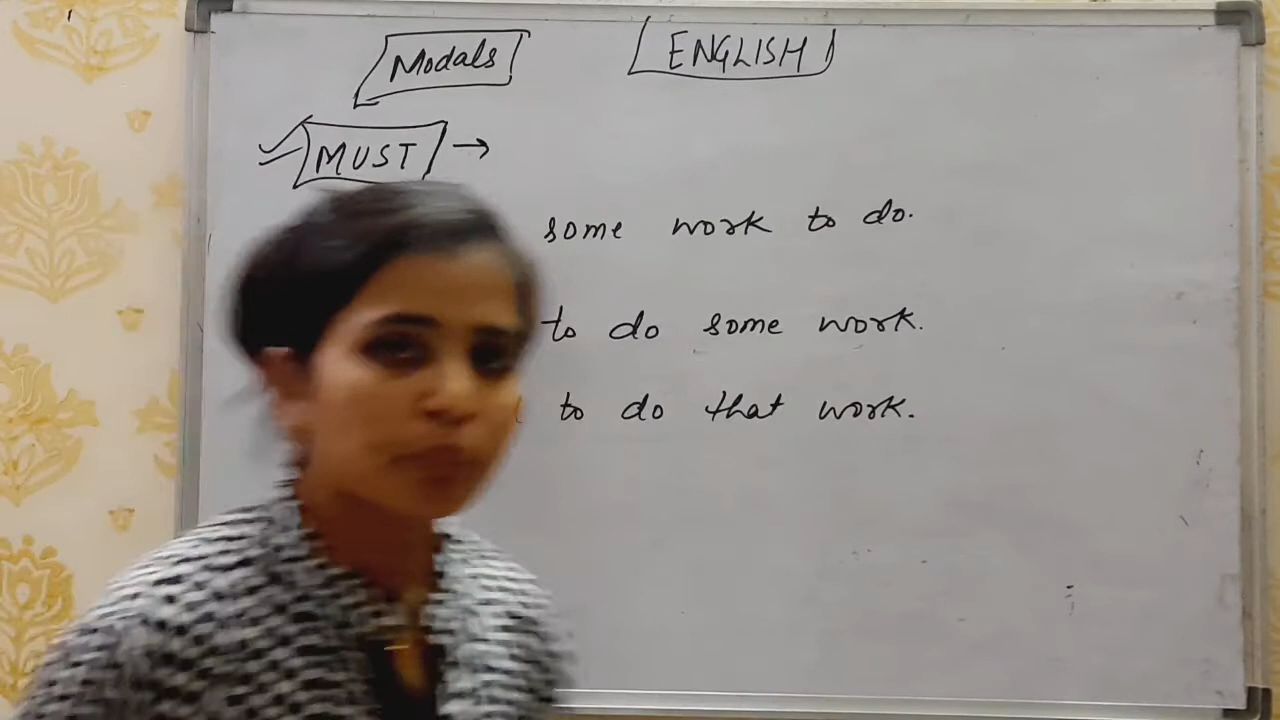 Modals ENGLISH
MUST →
some work to do.
to do some work.
to do that work.